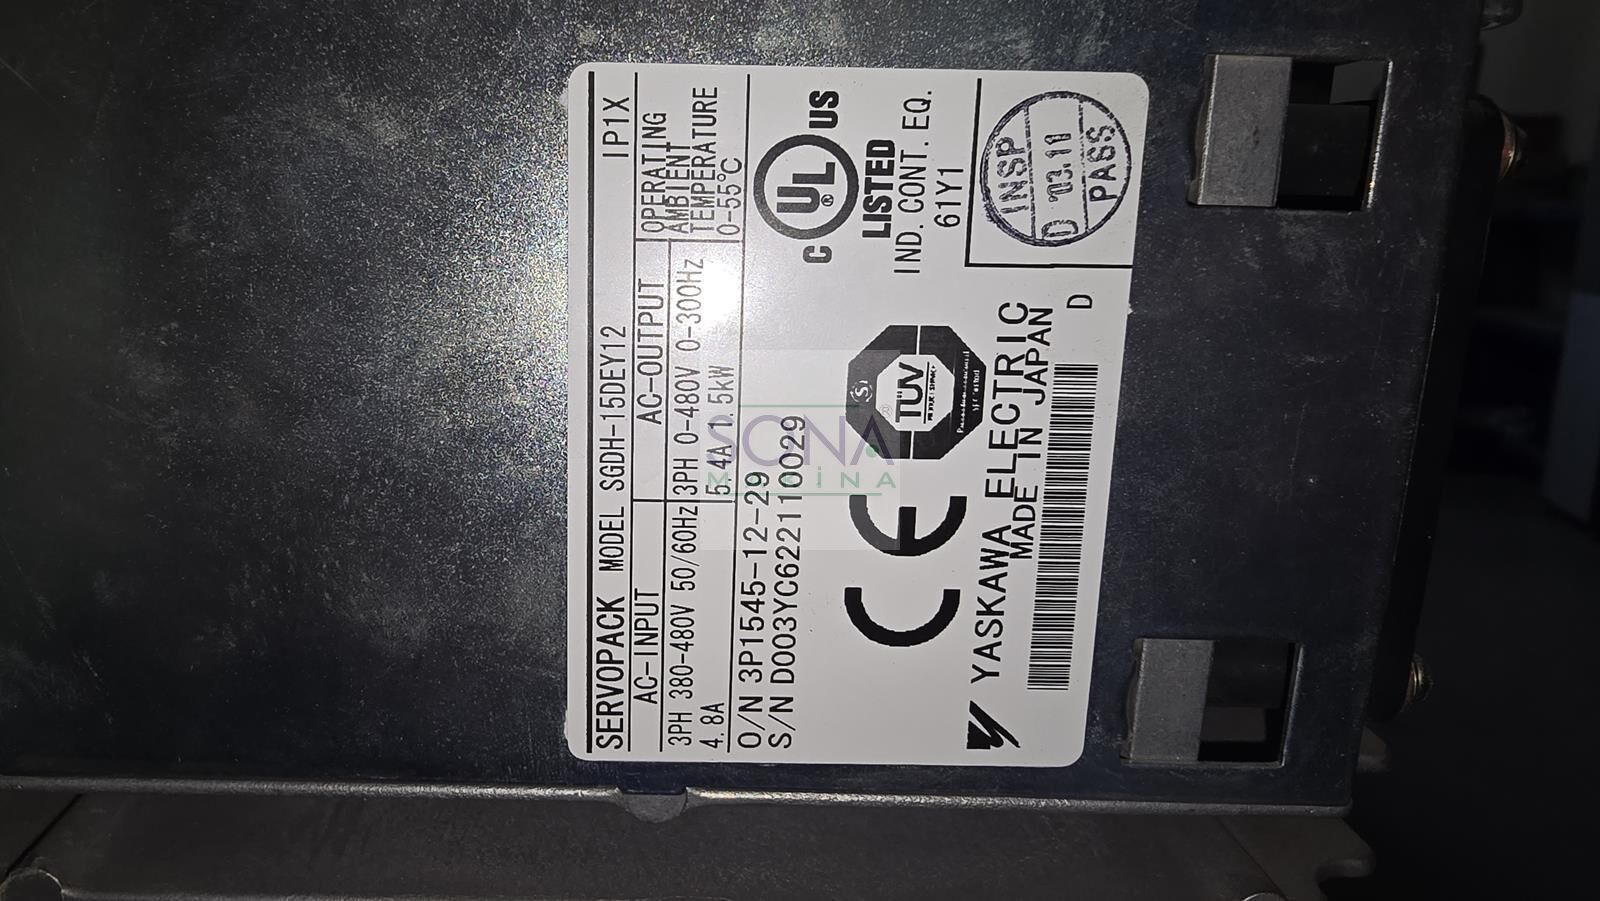 SERVOPACK MODEL SGDH-15DEY12 IP1X
AC-INPUT AC-OUTPUT OPERATING AMBIENT TEMPERATURE
3PH 380-480V 50/60Hz 3PH 0-480V 0-300Hz 0-55℃
4.8A 5.4A/1.5kW
O/N 3P1545-12-29
S/N D003YC622110029
C UL ® US
LISTED
IND. CONT. EQ.
61Y1
CE
TÜV
YASKAWA ELECTRIC
MADE IN JAPAN
D
INSP
D '03.11
PASS
SONA
MAKİNA